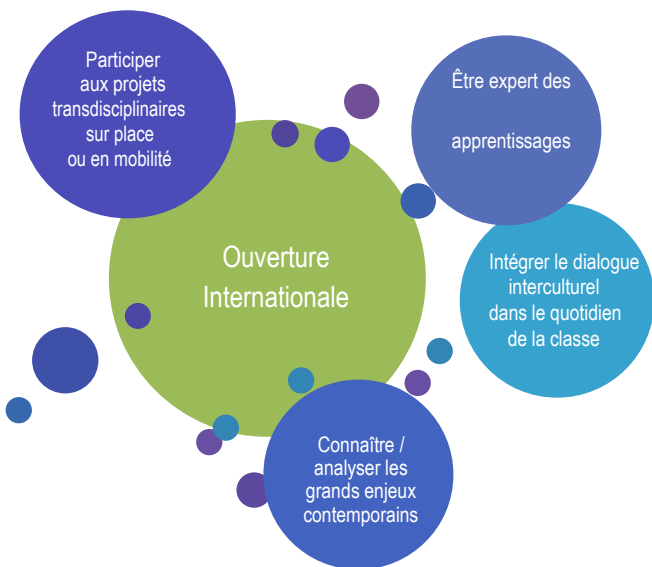 Participer
aux projets
transdisciplinaires
sur place
ou en mobilité
Être expert des
apprentissages
Ouverture
Internationale
Intégrer le dialogue
interculturel
dans le quotidien
de la classe
Connaître /
analyser les
grands enjeux
contemporains